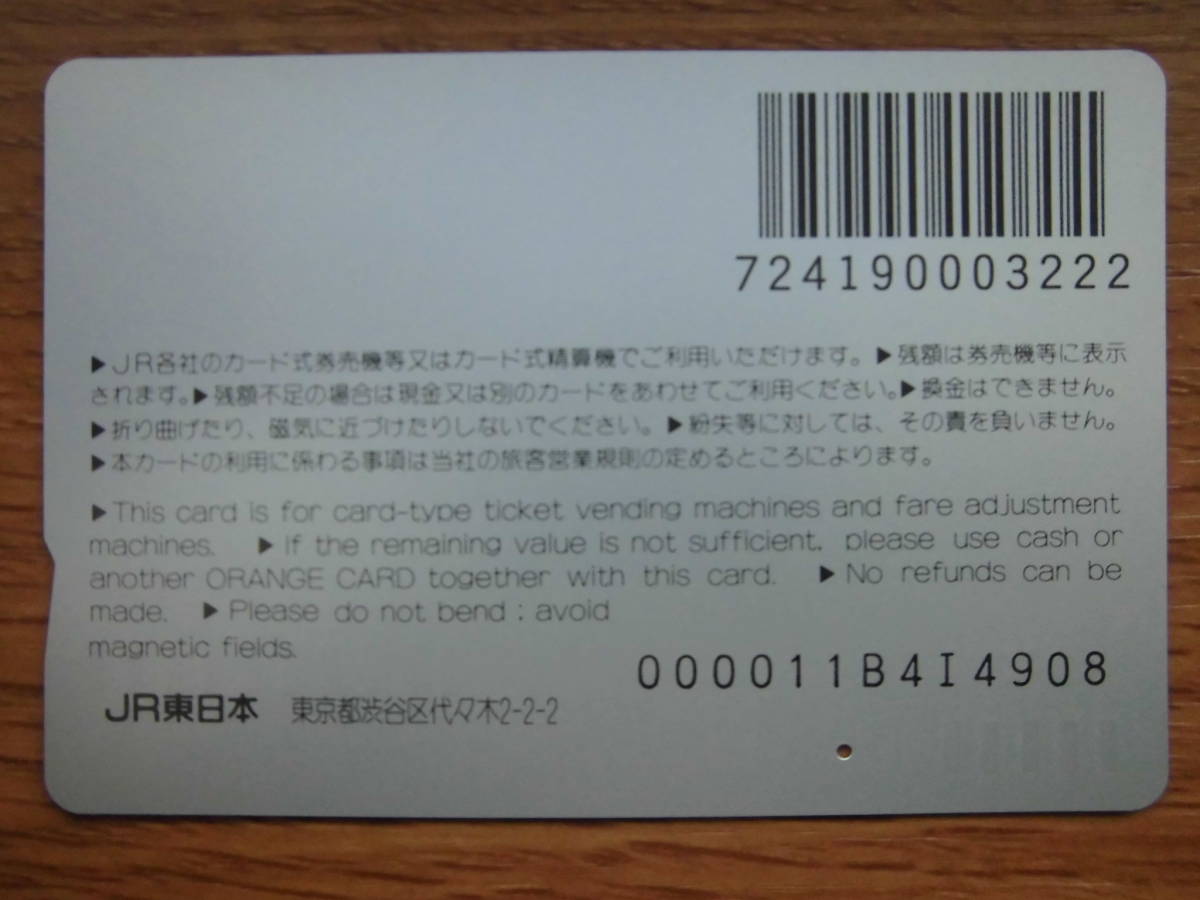 724190003222
▶JR各社のカード式券売機等又はカード式精算機でご利用いただけます。▶残額は券売機等に表示
されます。▶残額不足の場合は現金又は別のカードをあわせてご利用ください。▶換金はできません。
▶折り曲げたり、磁気に近づけたりしないでください。▶紛失等に対しては、その責を負いません。
▶本カードの利用に係わる事項は当社の旅客営業規則の定めるところによります。
▶This card is for card-type ticket vending machines and fare adjustment
machines. ▶If the remaining value is not sufficient, please use cash or
another ORANGE CARD together with this card. ▶No refunds can be
made. ▶Please do not bend ; avoid
magnetic fields.
000011B4I4908
JR東日本 東京都渋谷区代々木2-2-2